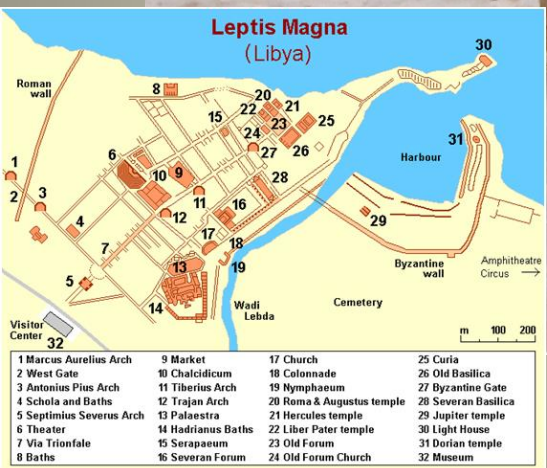 Leptis Magna
(Libya)
30
Roman
wall
8
20
21
22
23
25
15
24
26
27
31
Harbour
1
6
9
10
28
2
3
11
12
16
29
4
7
17
18
13
19
5
14
Byzantine
wall
Amphitheatre
Circus
Wadi
Lebda
Cemetery
Visitor
Center
32
m 100 200
1 Marcus Aurelius Arch
2 West Gate
3 Antonius Pius Arch
4 Schola and Baths
5 Septimius Severus Arch
6 Theater
7 Via Trionfale
8 Baths
9 Market
10 Chalcidicum
11 Tiberius Arch
12 Trajan Arch
13 Palaestra
14 Hadrianus Baths
15 Serapaeum
16 Severan Forum
17 Church
18 Colonnade
19 Nymphaeum
20 Roma & Augustus temple
21 Hercules temple
22 Liber Pater temple
23 Old Forum
24 Old Forum Church
25 Curia
26 Old Basilica
27 Byzantine Gate
28 Severan Basilica
29 Jupiter temple
30 Light House
31 Dorian temple
32 Museum